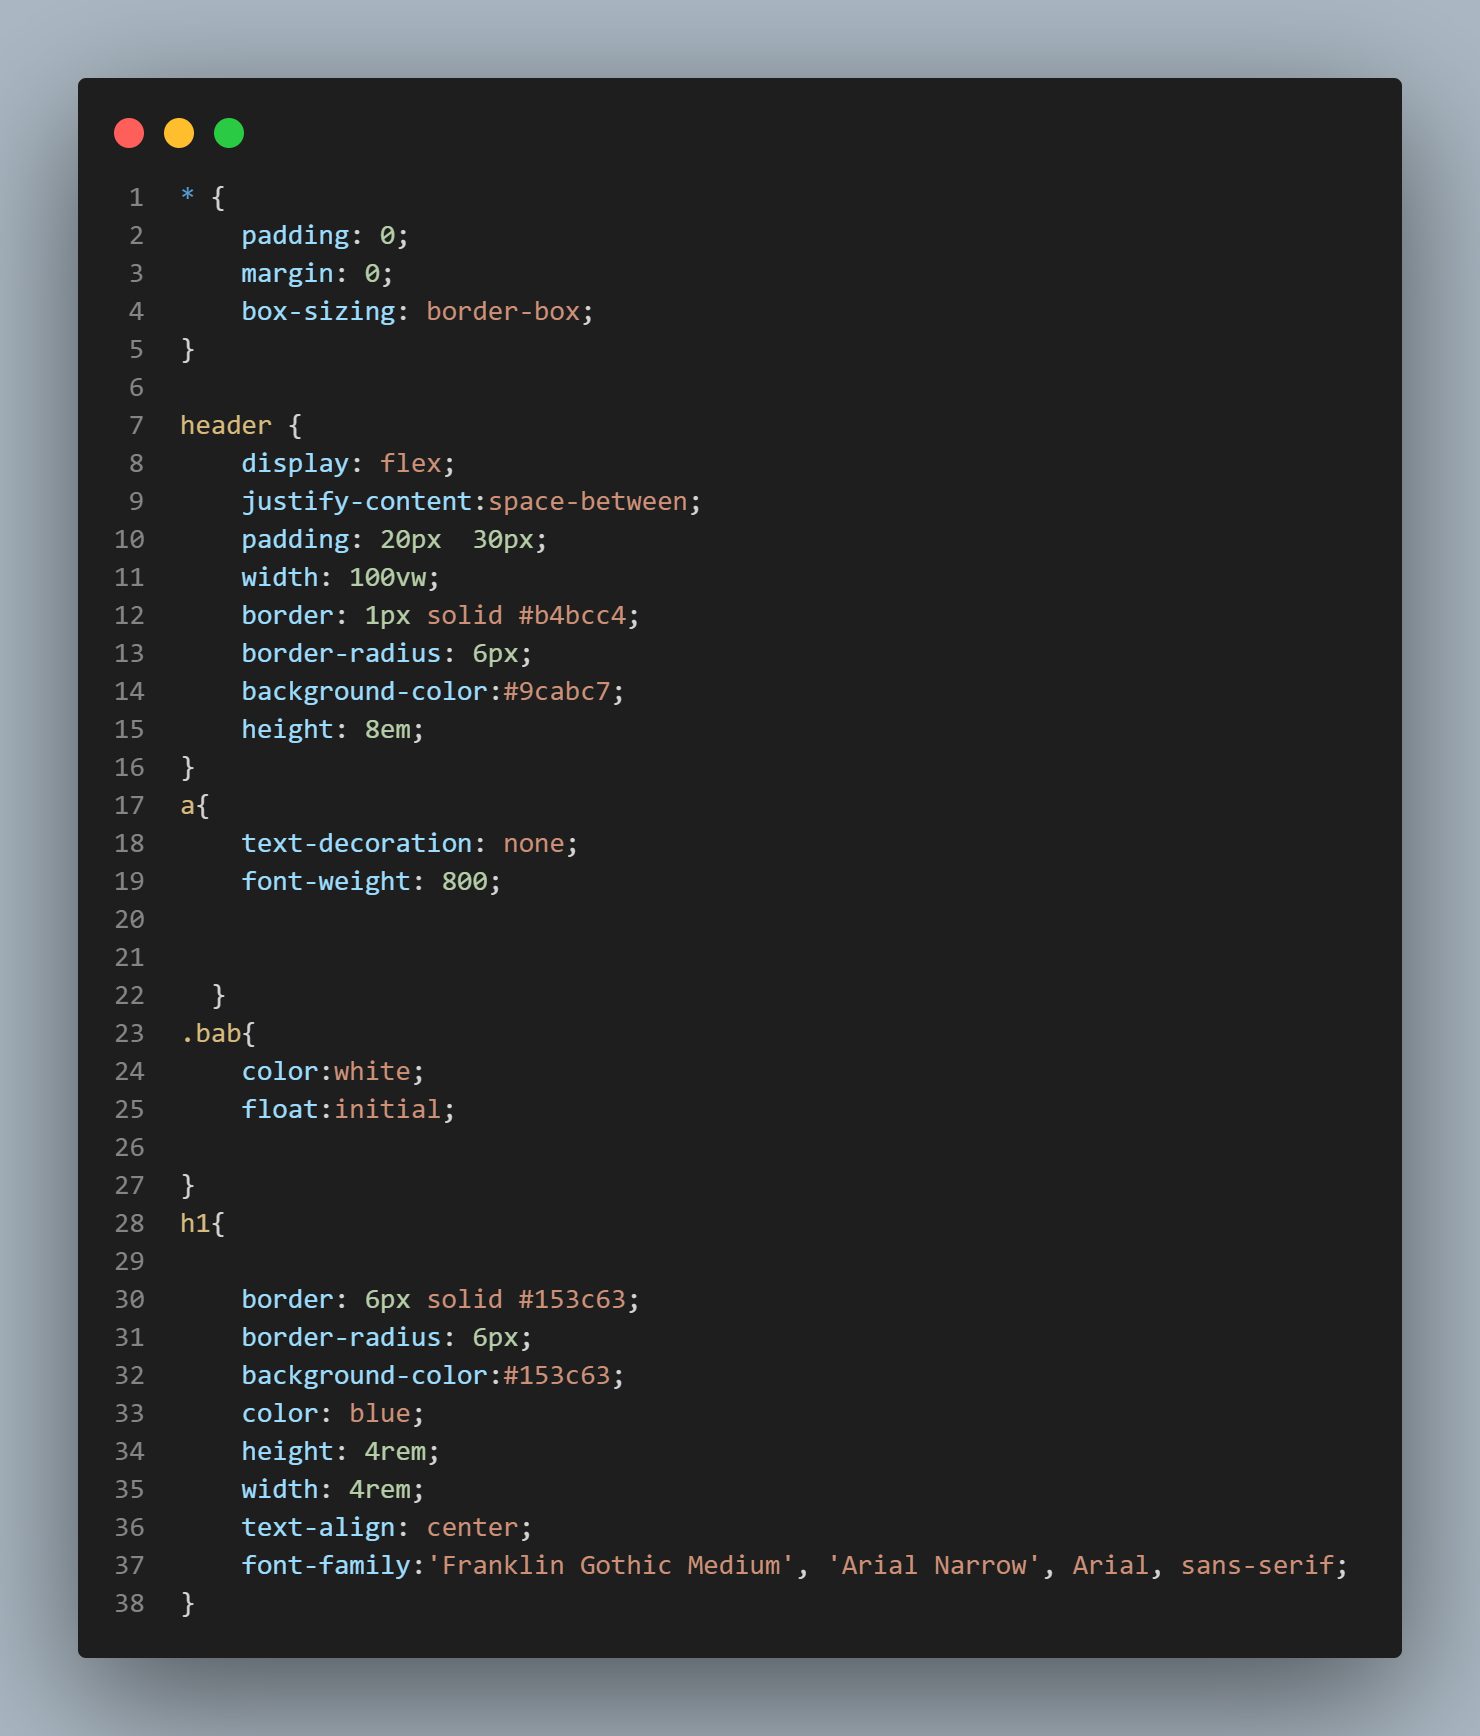 1 * {
2     padding: 0;
3     margin: 0;
4     box-sizing: border-box;
5 }
6
7 header {
8     display: flex;
9     justify-content:space-between;
10     padding: 20px  30px;
11     width: 100vw;
12     border: 1px solid #b4bcc4;
13     border-radius: 6px;
14     background-color:#9cabc7;
15     height: 8em;
16 }
17 a{
18     text-decoration: none;
19     font-weight: 800;
20
21
22   }
23 .bab{
24     color:white;
25     float:initial;
26
27 }
28 h1{
29
30     border: 6px solid #153c63;
31     border-radius: 6px;
32     background-color:#153c63;
33     color: blue;
34     height: 4rem;
35     width: 4rem;
36     text-align: center;
37     font-family:'Franklin Gothic Medium', 'Arial Narrow', Arial, sans-serif;
38 }